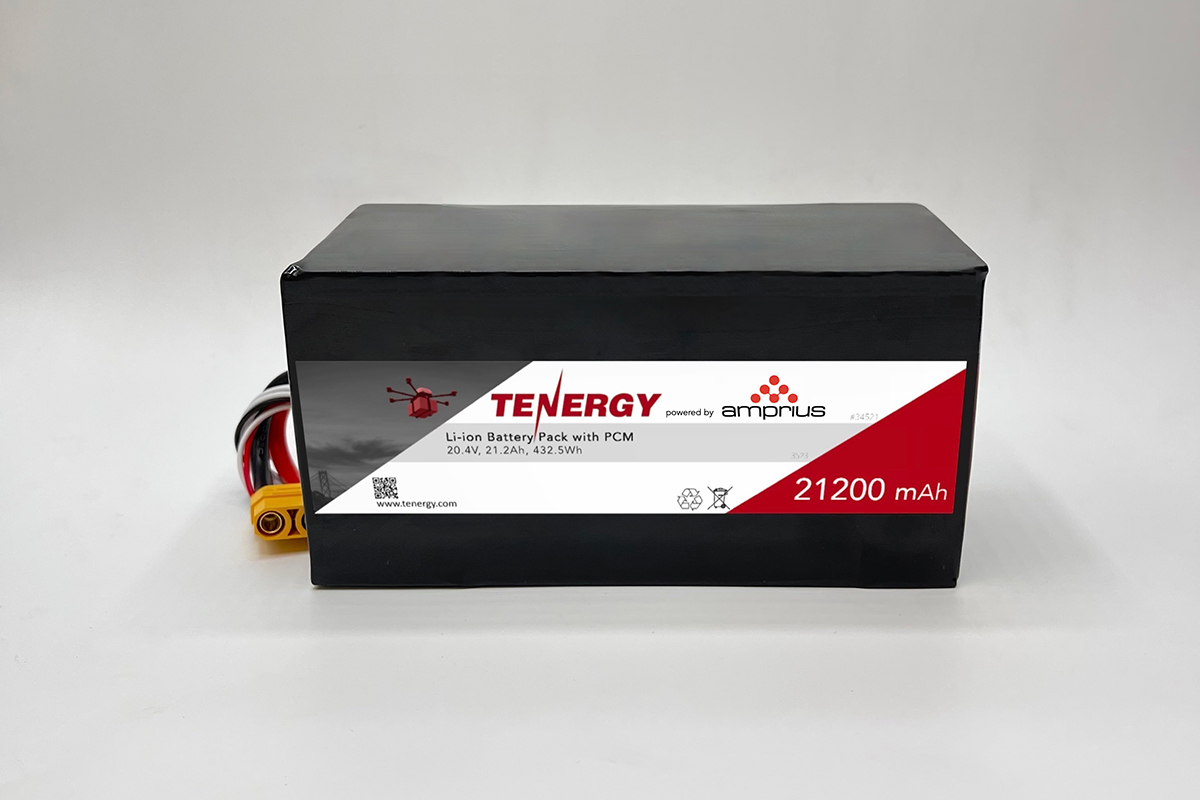 TENERGY powered by amprius
#34521
Li-ion Battery Pack with PCM
20.4V, 21.2Ah, 432.5Wh
www.tenergy.com
21200 mAh